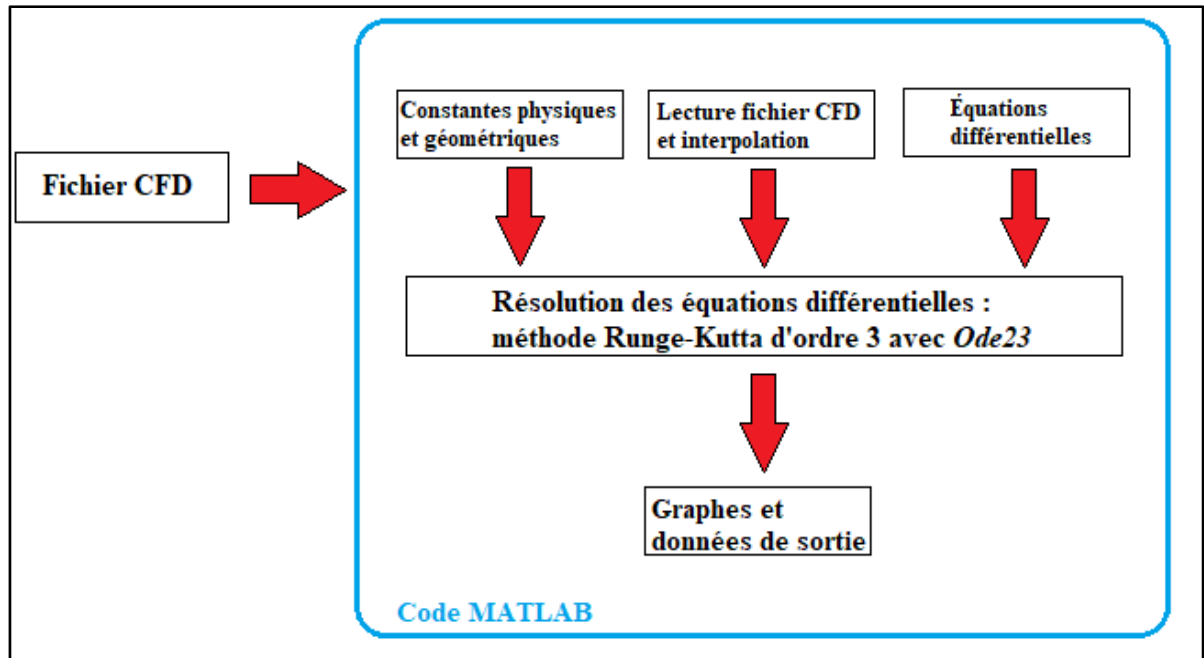 Fichier CFD
Constantes physiques
et géométriques
Lecture fichier CFD
et interpolation
Équations
différentielles
Résolution des équations différentielles :
méthode Runge-Kutta d'ordre 3 avec Ode23
Graphes et
données de sortie
Code MATLAB